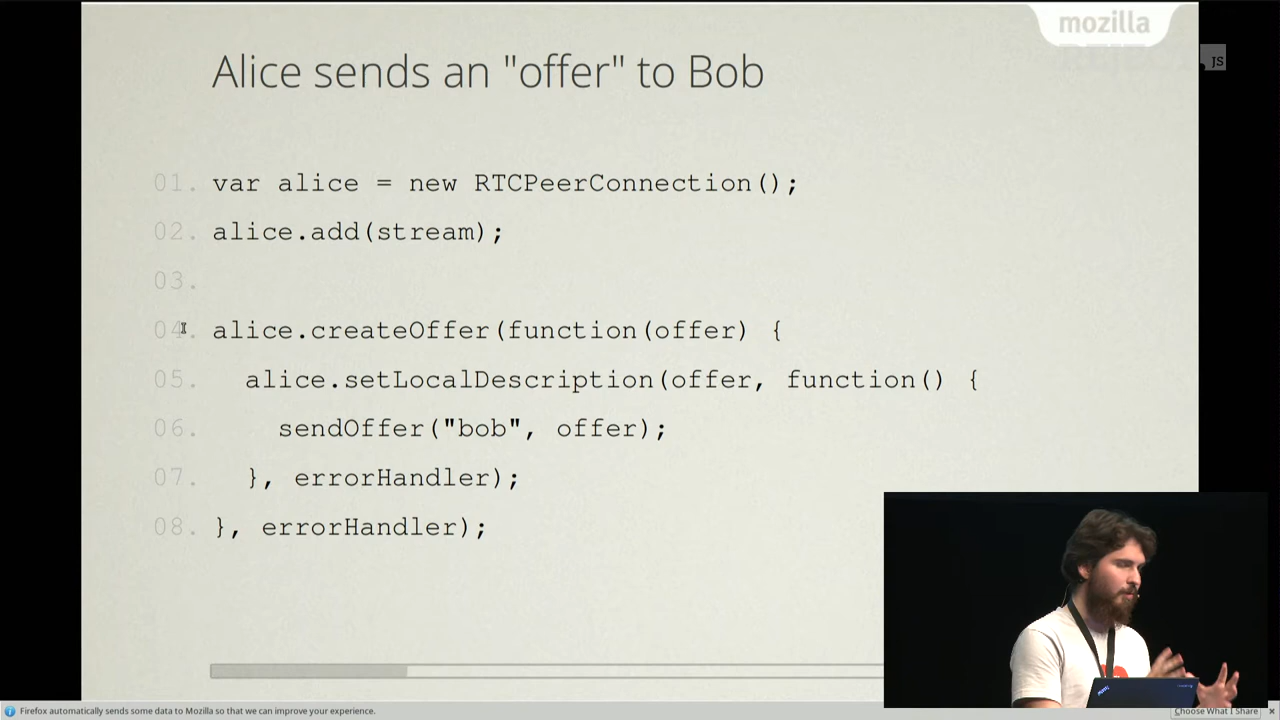 mozilla
JS
Alice sends an "offer" to Bob
01. var alice = new RTCPeerConnection();
02. alice.add(stream);
03.
04. alice.createOffer(function(offer) {
05. alice.setLocalDescription(offer, function() {
06. sendOffer("bob", offer);
07. }, errorHandler);
08. }, errorHandler);
Firefox automatically sends some data to Mozilla so that we can improve your experience.
Choose What I Share